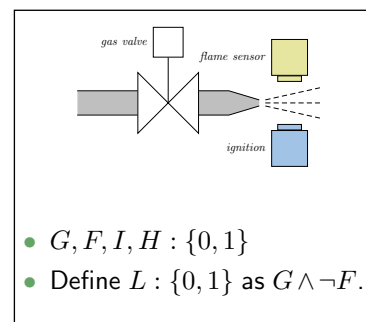 gas valve
flame sensor
ignition
• G, F, I, H : {0, 1}
• Define L : {0, 1} as G ∧ ¬F.